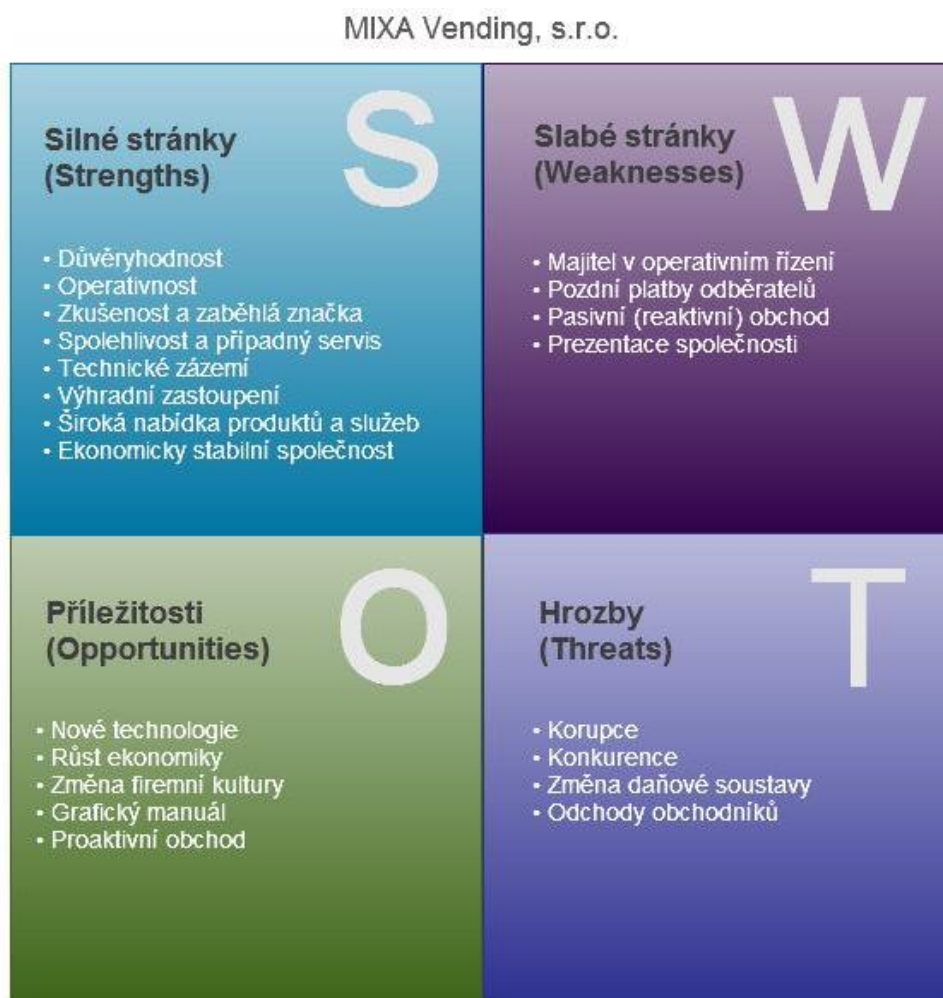 MIXA Vending, s.r.o.
Silné stránky
(Strengths)
S
• Důvěryhodnost
• Operativnost
• Zkušenost a zaběhlá značka
• Spolehlivost a případný servis
• Technické zázemí
• Výhradní zastoupení
• Široká nabídka produktů a služeb
• Ekonomicky stabilní společnost
Slabé stránky
(Weaknesses)
W
• Majitel v operativním řízení
• Pozdní platby odběratelů
• Pasivní (reaktivní) obchod
• Prezentace společnosti
Příležitosti
(Opportunities)
O
• Nové technologie
• Růst ekonomiky
• Změna firemní kultury
• Grafický manuál
• Proaktivní obchod
Hrozby
(Threats)
T
• Korupce
• Konkurence
• Změna daňové soustavy
• Odchody obchodníků